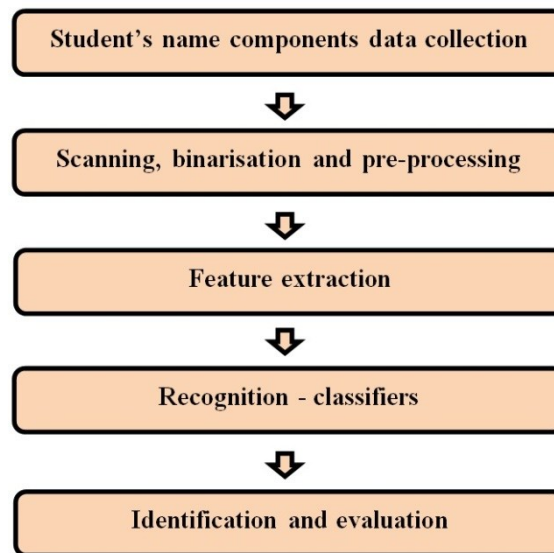 Student’s name components data collection
Scanning, binarisation and pre-processing
Feature extraction
Recognition - classifiers
Identification and evaluation